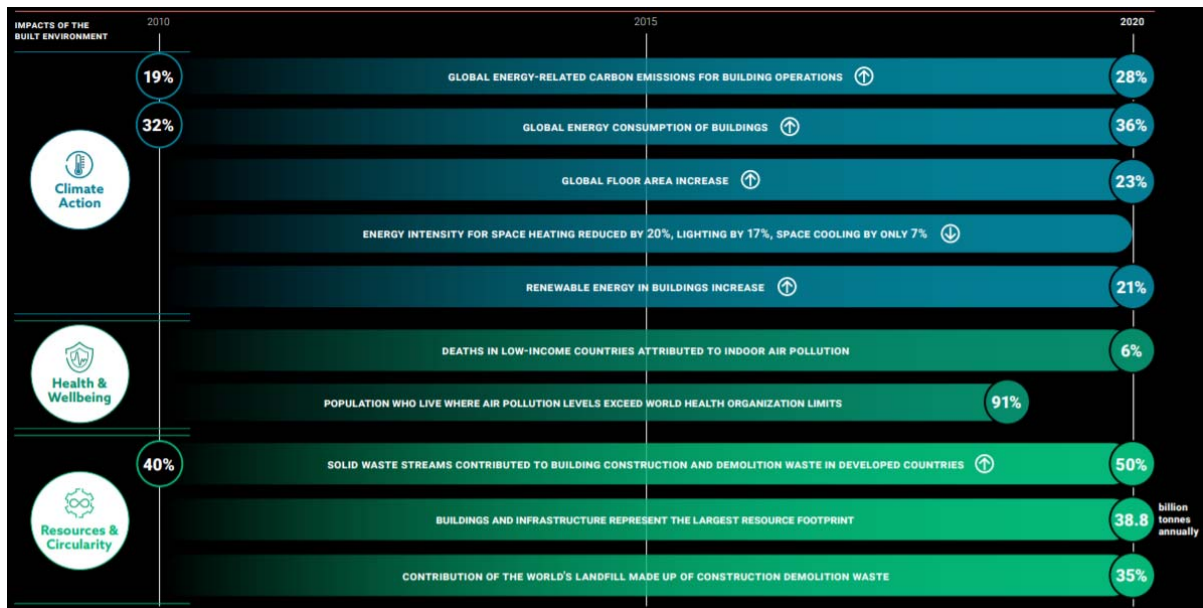 IMPACTS OF THE
BUILT ENVIRONMENT
2010
2015
2020
19%
GLOBAL ENERGY-RELATED CARBON EMISSIONS FOR BUILDING OPERATIONS
28%
32%
GLOBAL ENERGY CONSUMPTION OF BUILDINGS
36%
Climate
Action
GLOBAL FLOOR AREA INCREASE
23%
ENERGY INTENSITY FOR SPACE HEATING REDUCED BY 20%, LIGHTING BY 17%, SPACE COOLING BY ONLY 7%
RENEWABLE ENERGY IN BUILDINGS INCREASE
21%
Health &
Wellbeing
DEATHS IN LOW-INCOME COUNTRIES ATTRIBUTED TO INDOOR AIR POLLUTION
6%
POPULATION WHO LIVE WHERE AIR POLLUTION LEVELS EXCEED WORLD HEALTH ORGANIZATION LIMITS
91%
Resources &
Circularity
40%
SOLID WASTE STREAMS CONTRIBUTED TO BUILDING CONSTRUCTION AND DEMOLITION WASTE IN DEVELOPED COUNTRIES
50%
BUILDINGS AND INFRASTRUCTURE REPRESENT THE LARGEST RESOURCE FOOTPRINT
38.8
billion
tonnes
annually
CONTRIBUTION OF THE WORLD'S LANDFILL MADE UP OF CONSTRUCTION DEMOLITION WASTE
35%